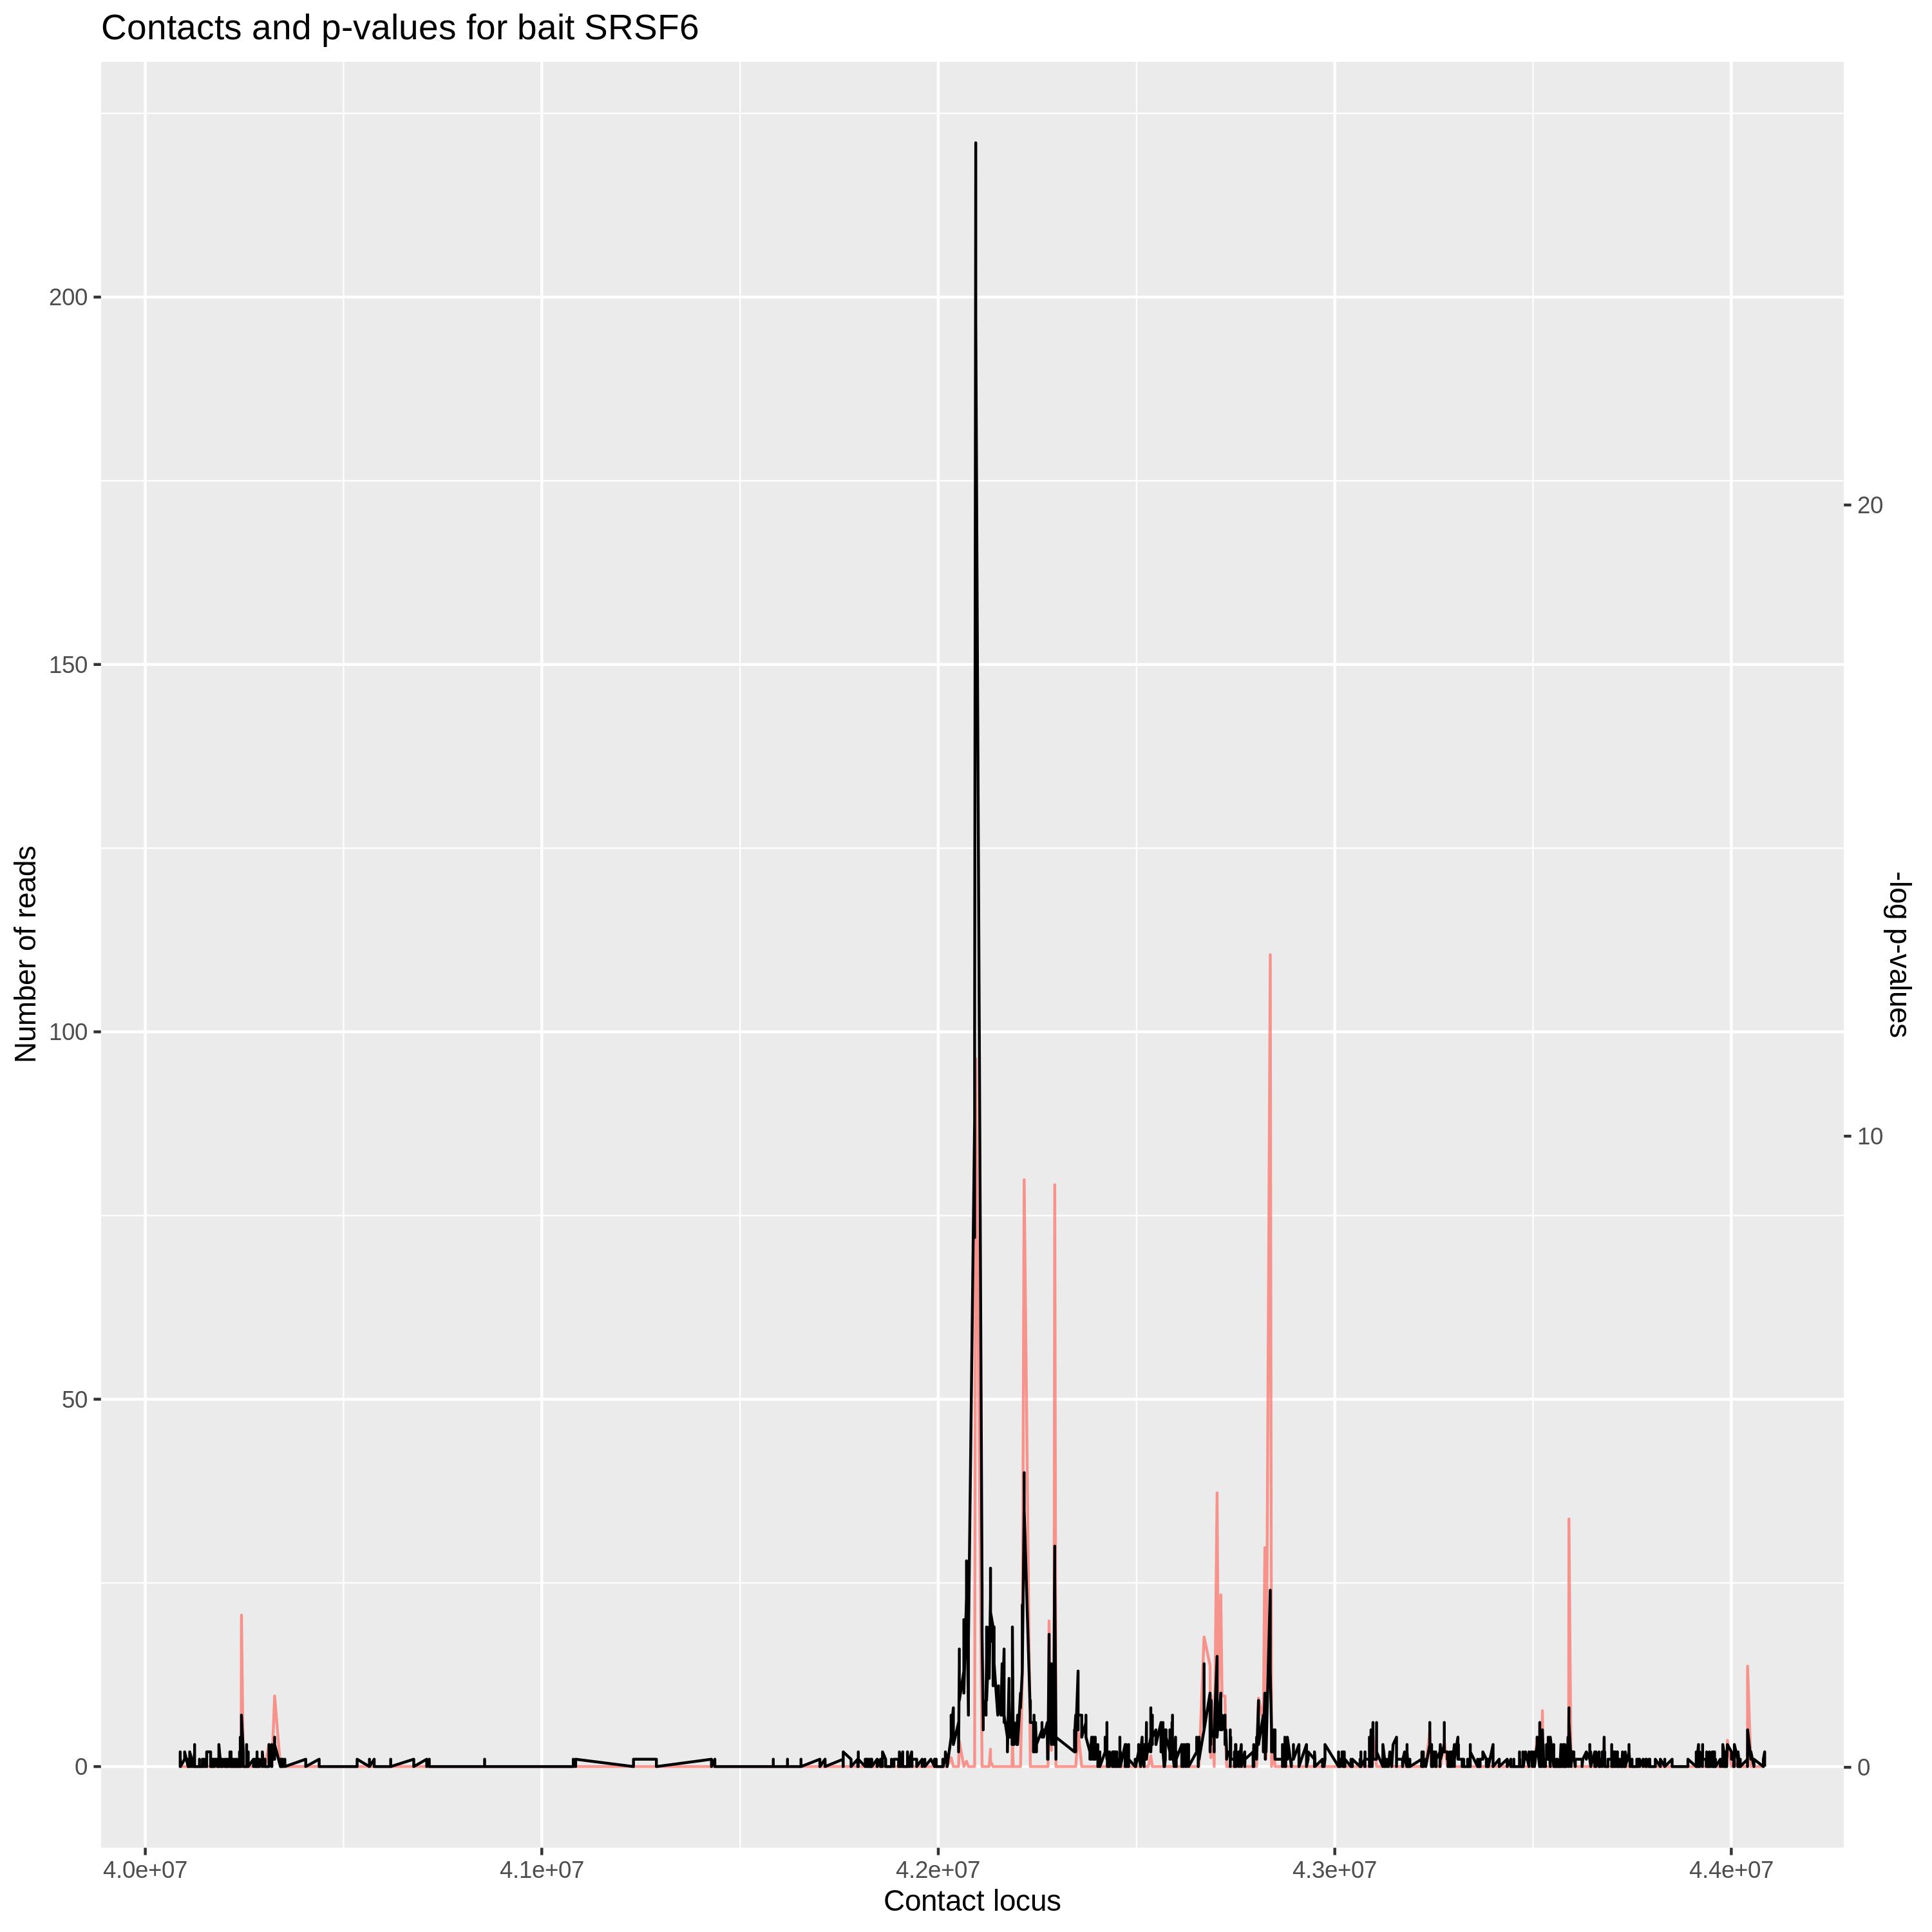 Contacts and p-values for bait SRSF6
Number of reads
200
150
100
50
0
20
10
0
-log p-values
4.0e+07
4.1e+07
4.2e+07
4.3e+07
4.4e+07
Contact locus